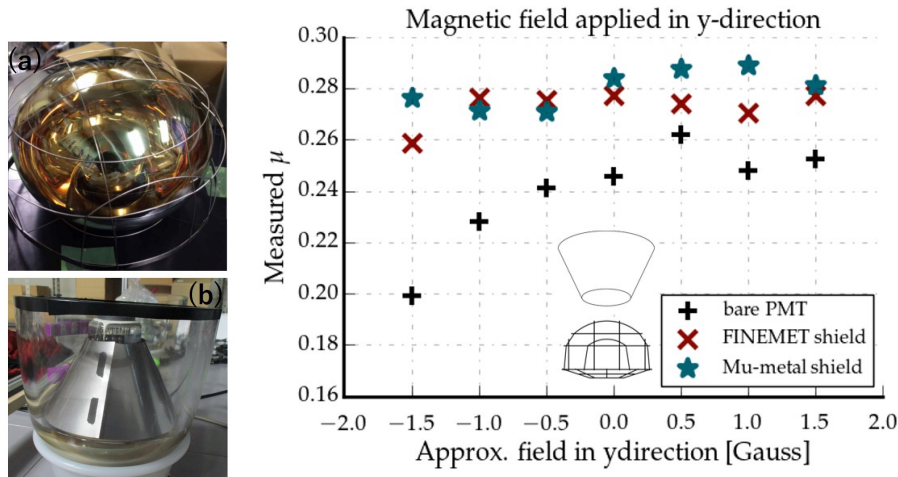 (a)
(b)
Magnetic field applied in y-direction
Measured μ
0.30
0.28
0.26
0.24
0.22
0.20
0.18
0.16
−2.0 −1.5 −1.0 −0.5 0.0 0.5 1.0 1.5 2.0
Approx. field in ydirection [Gauss]
bare PMT
FINEMET shield
Mu-metal shield